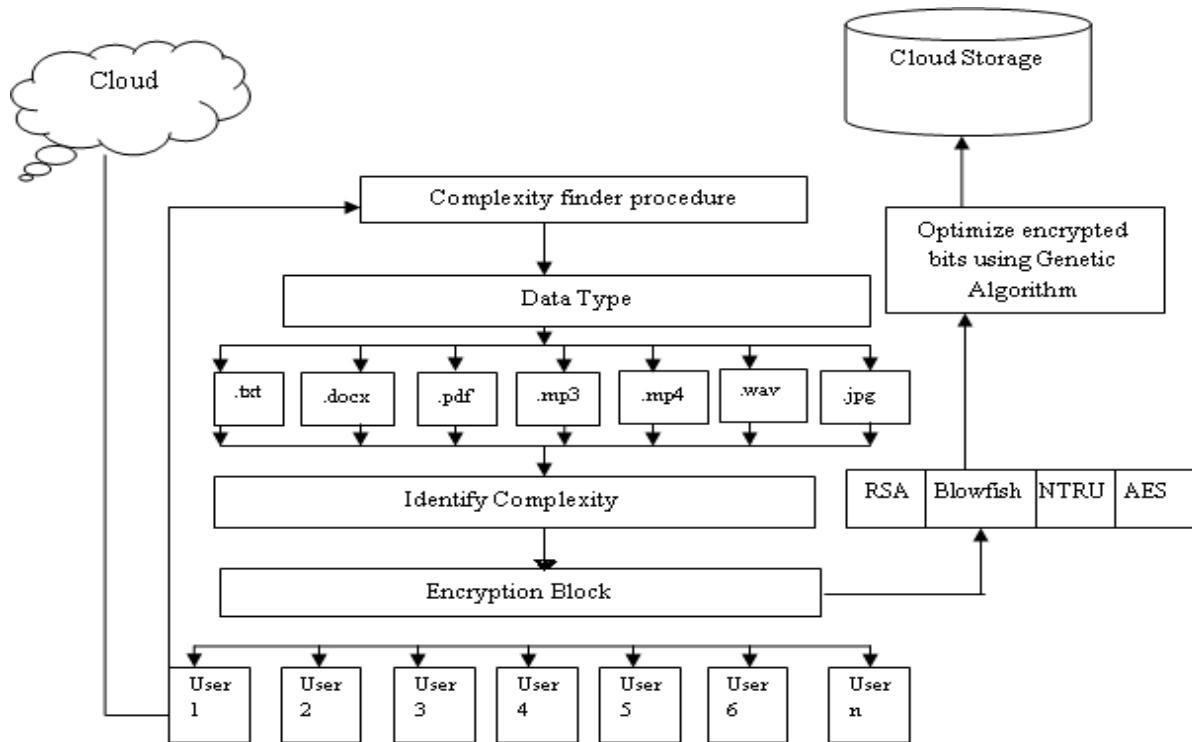 Cloud
Cloud Storage
Complexity finder procedure
Optimize encrypted
bits using Genetic
Algorithm
Data Type
.txt
.docx
.pdf
.mp3
.mp4
.wav
.jpg
Identify Complexity
RSA
Blowfish
NTRU
AES
Encryption Block
User
1
User
2
User
3
User
4
User
5
User
6
User
n